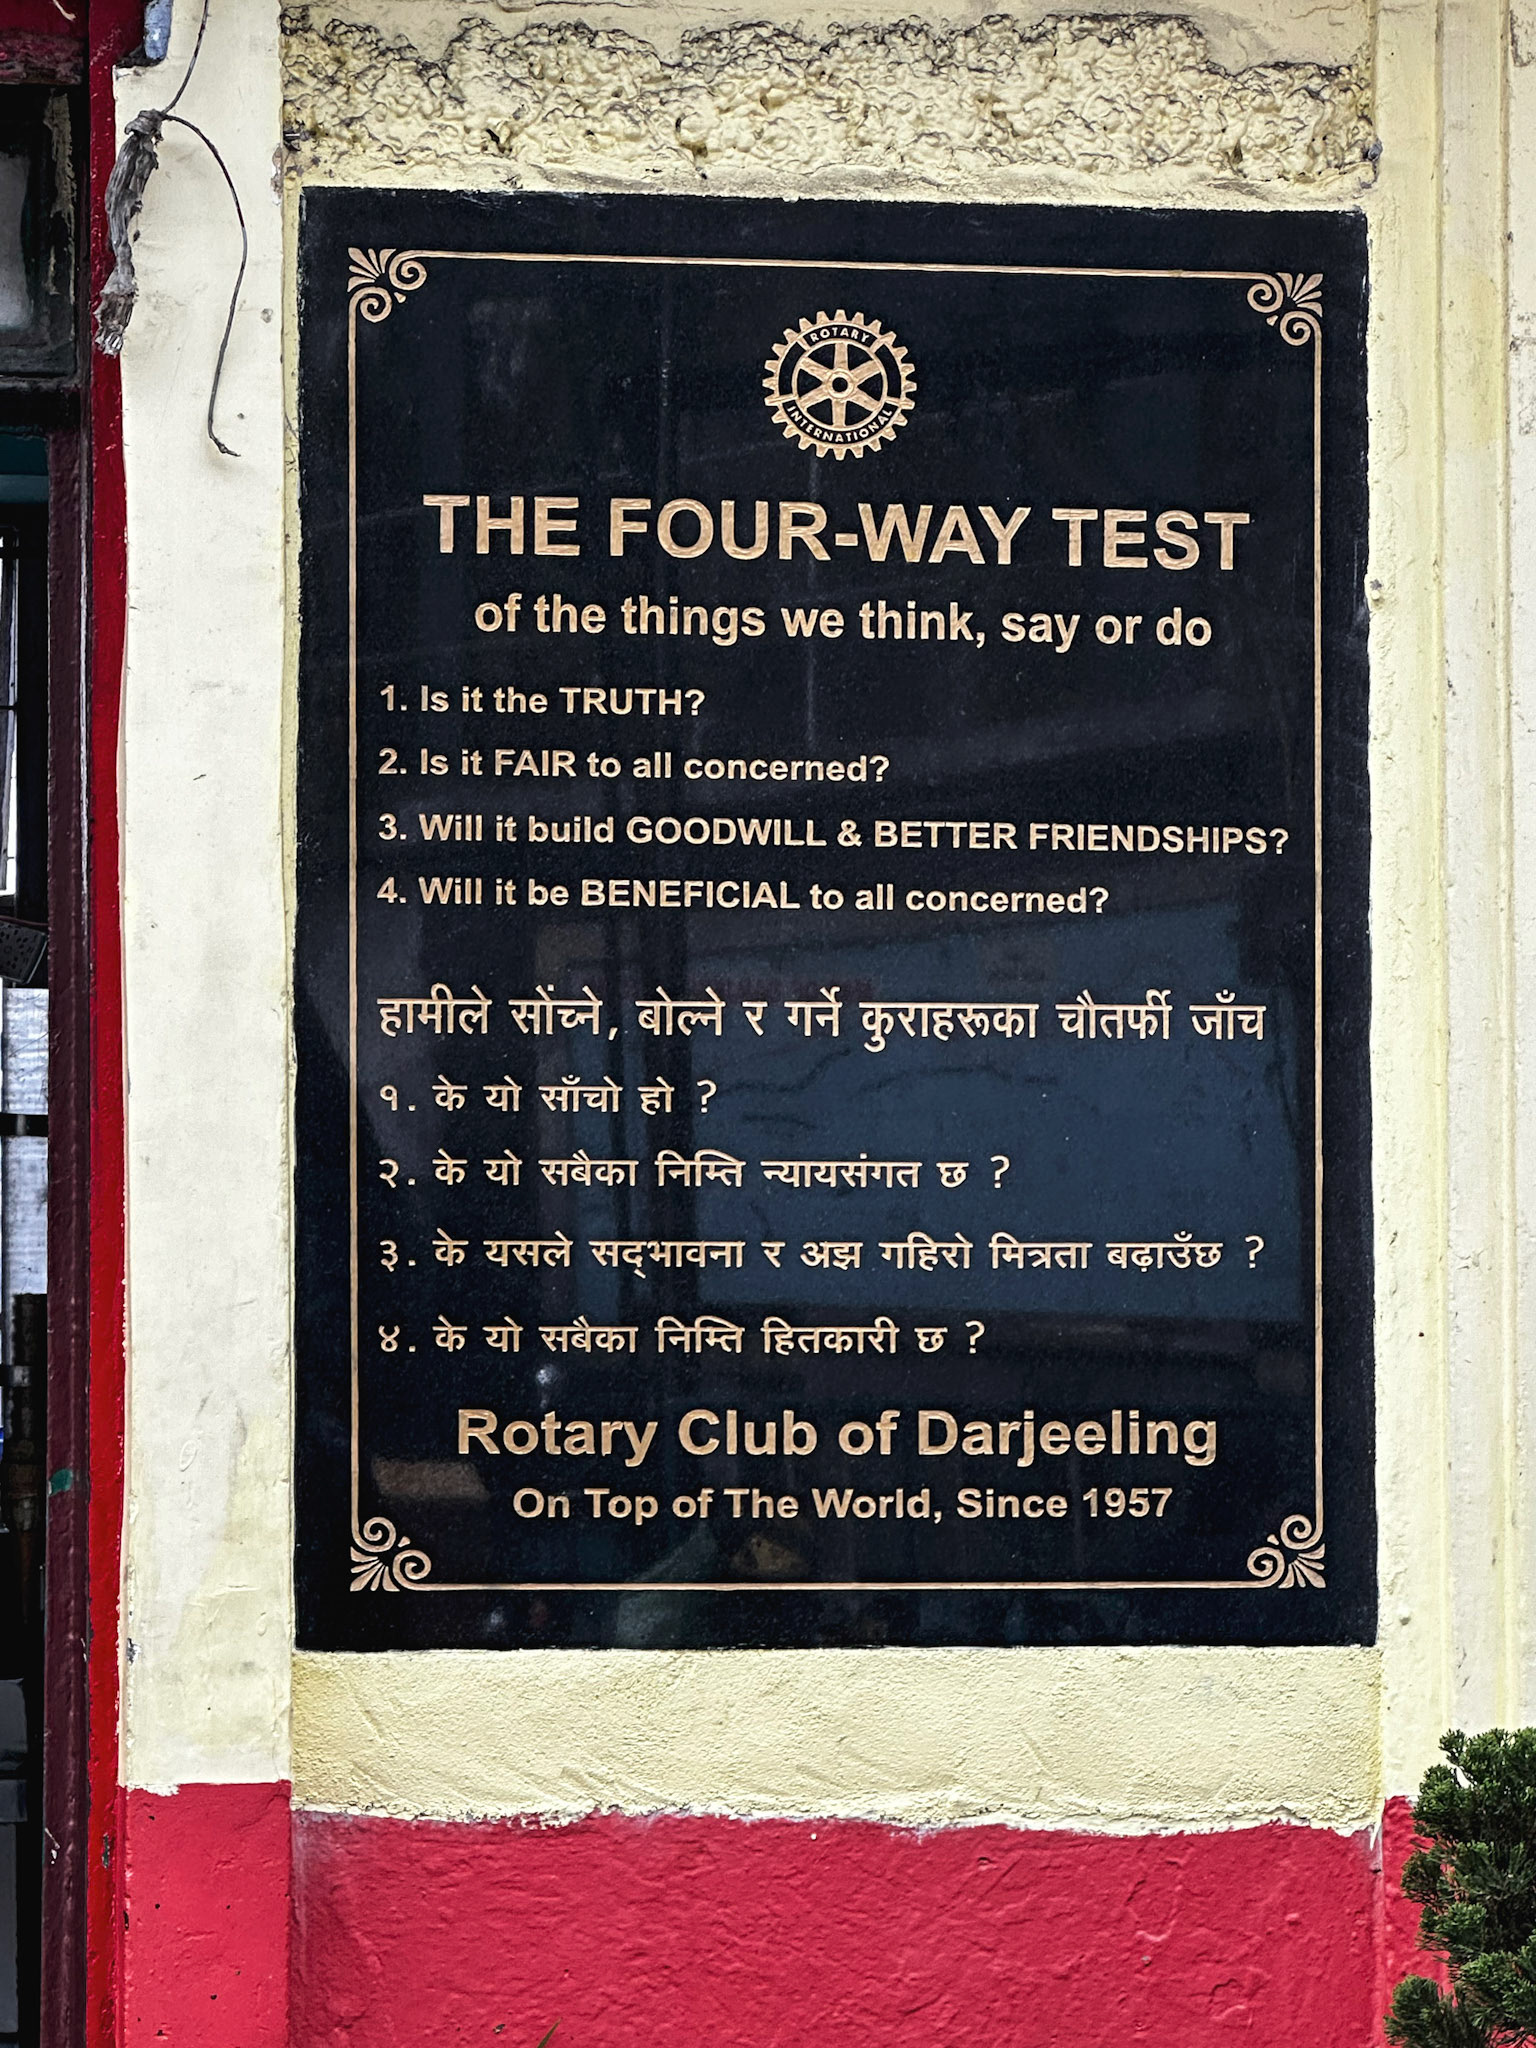 ROTARY
INTERNATIONAL
THE FOUR-WAY TEST
of the things we think, say or do
1. Is it the TRUTH?
2. Is it FAIR to all concerned?
3. Will it build GOODWILL & BETTER FRIENDSHIPS?
4. Will it be BENEFICIAL to all concerned?
हामीले सोंच्ने, बोल्ने र गर्ने कुराहरूका चौतर्फी जाँच
१. के यो साँचो हो ?
२. के यो सबैका निम्ति न्यायसंगत छ ?
३. के यसले सद्‌भावना र अझ गहिरो मित्रता बढ़ाउँछ ?
४. के यो सबैका निम्ति हितकारी छ ?
Rotary Club of Darjeeling
On Top of The World, Since 1957